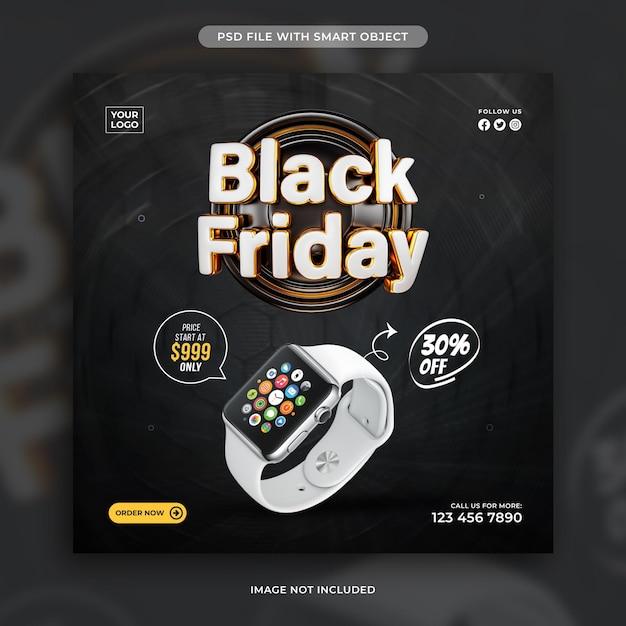 PSD FILE WITH SMART OBJECT
YOUR
LOGO
FOLLOW US
Black
Friday
PRICE
START AT
$999
ONLY
30%
OFF
ORDER NOW
CALL US FOR MORE:
123 456 7890
IMAGE NOT INCLUDED